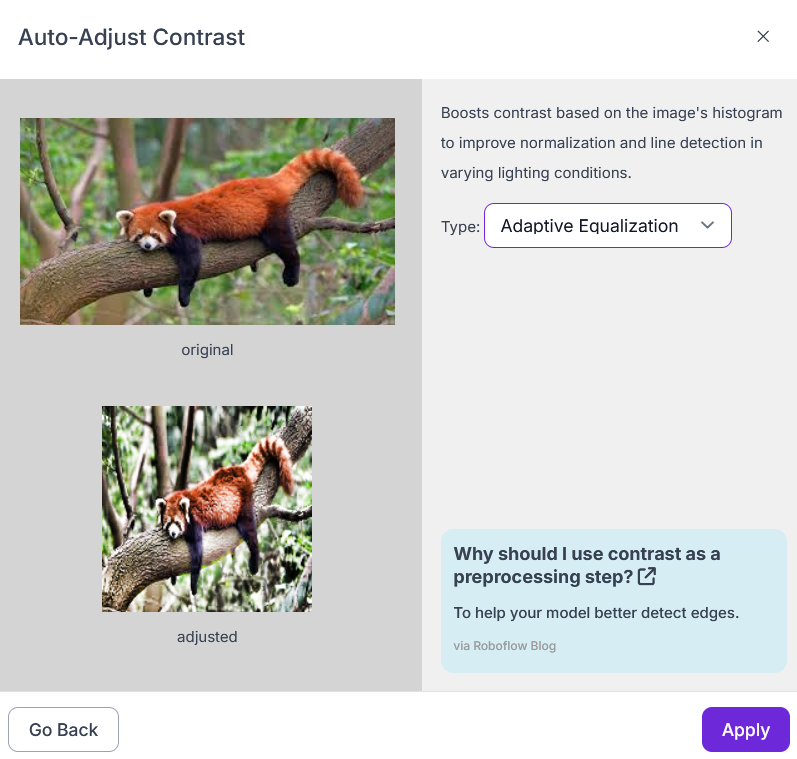 Auto-Adjust Contrast
original
adjusted
Boosts contrast based on the image's histogram
to improve normalization and line detection in
varying lighting conditions.
Type: Adaptive Equalization
Why should I use contrast as a
preprocessing step?
To help your model better detect edges.
via Roboflow Blog
Go Back
Apply